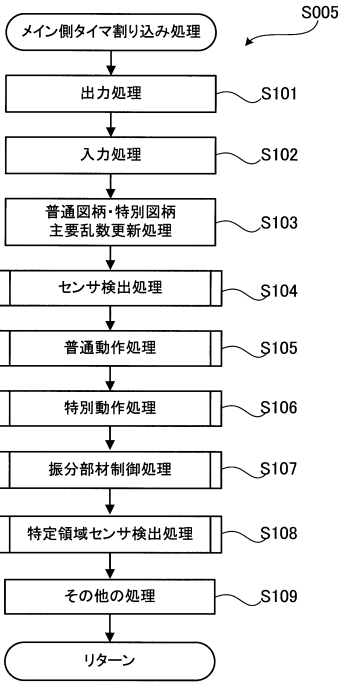 S005
メイン側タイマ割り込み処理
出力処理
S101
入力処理
S102
普通図柄・特別図柄
主要乱数更新処理
S103
センサ検出処理
S104
普通動作処理
S105
特別動作処理
S106
振分部材制御処理
S107
特定領域センサ検出処理
S108
その他の処理
S109
リターン